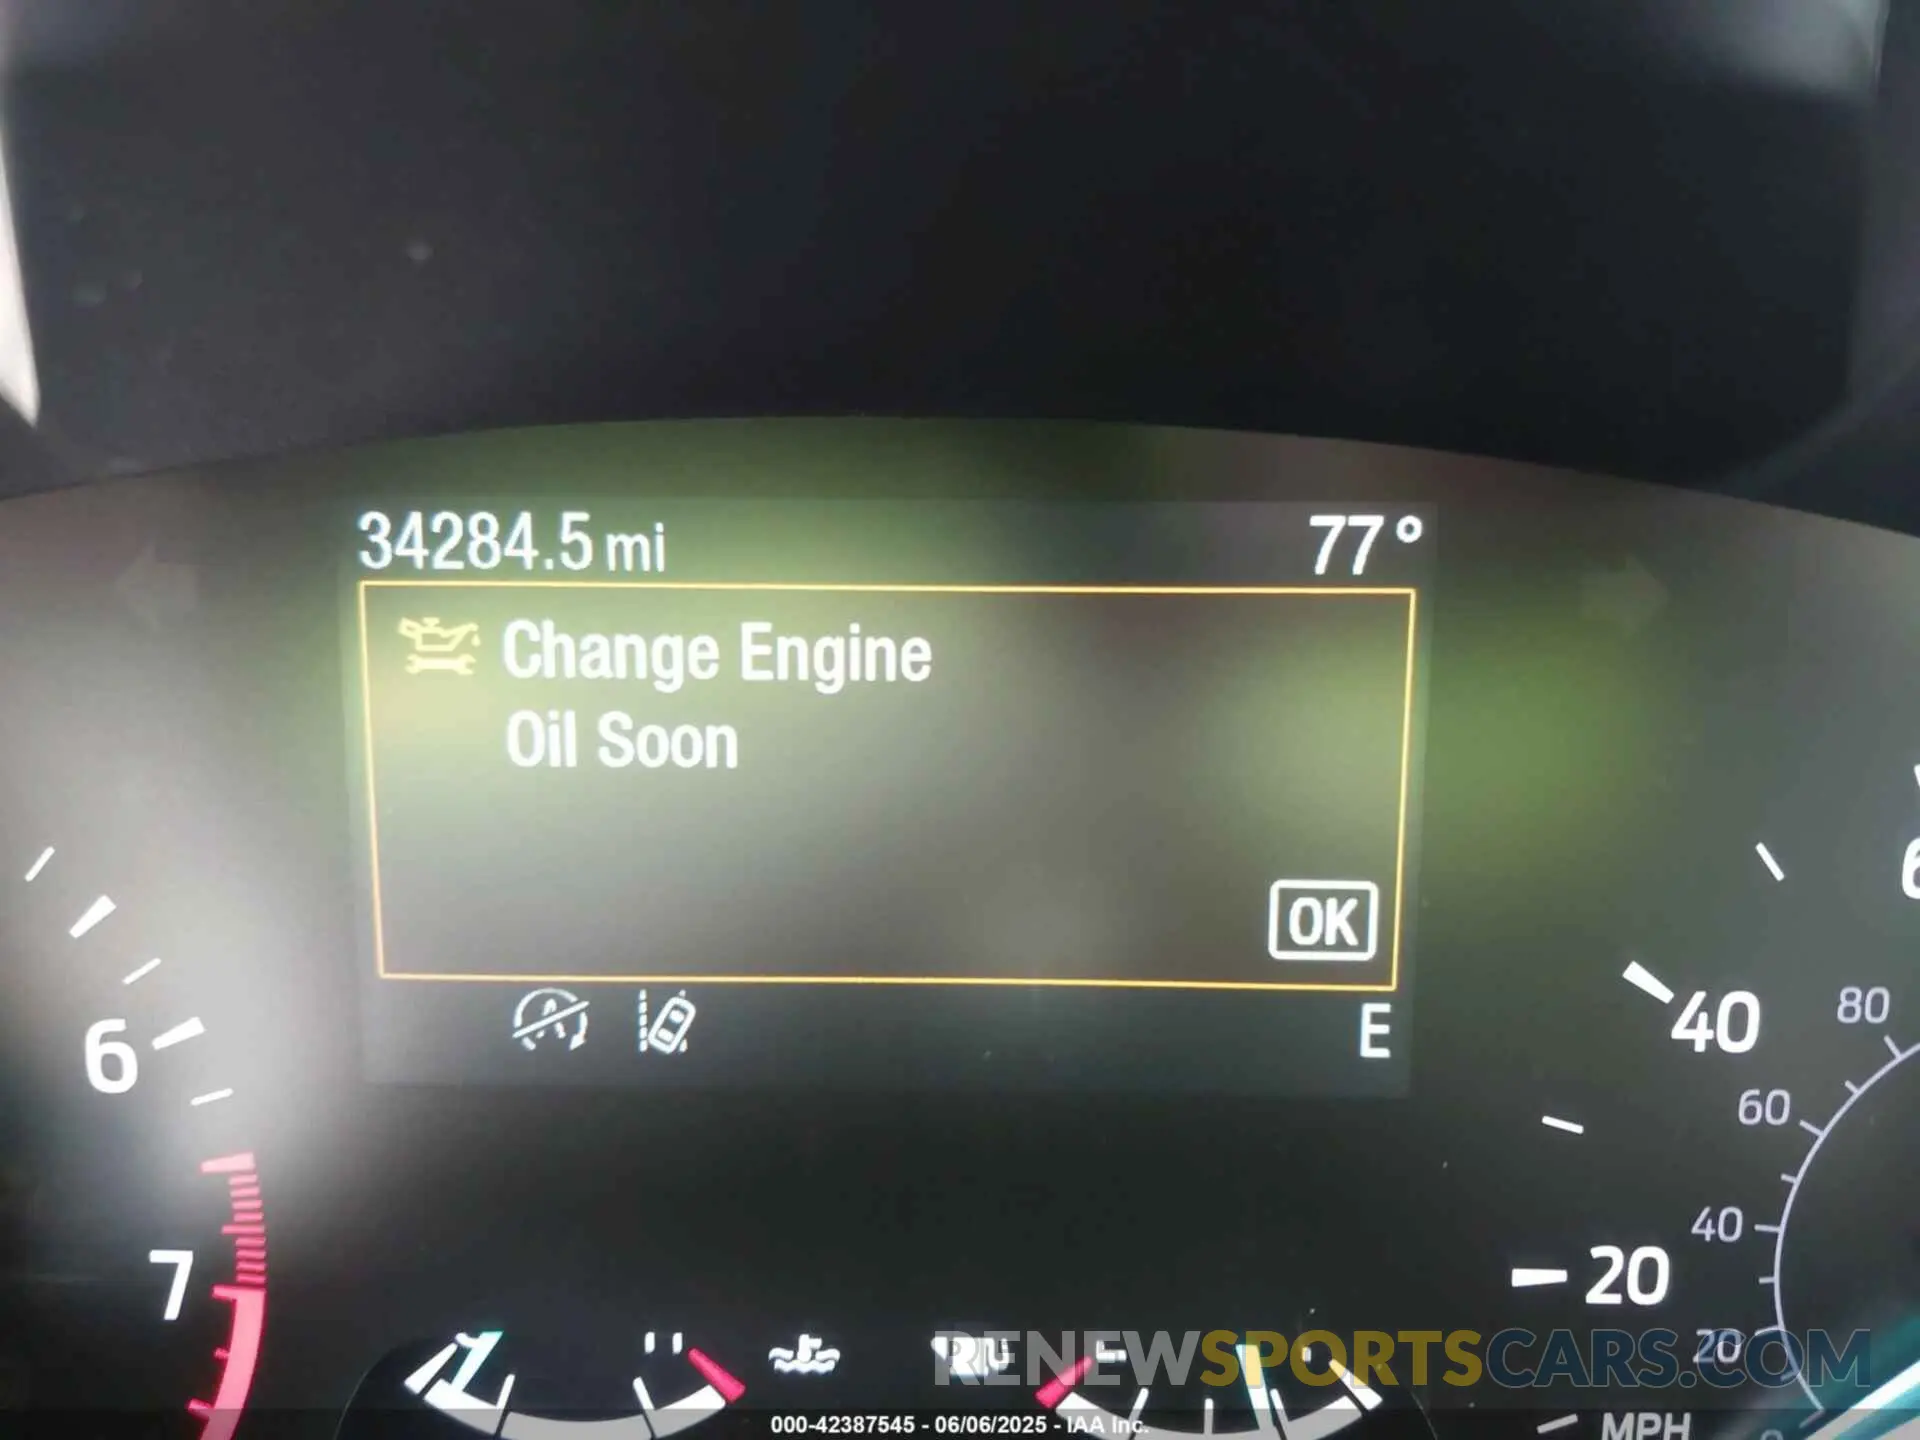 34284.5 mi 77°
Change Engine
Oil Soon
OK
E
6
7
40
80
60
40
20
20
RENEWSPORTSCARS.COM
MPH
000-42387545 - 06/06/2025 - IAA Inc.